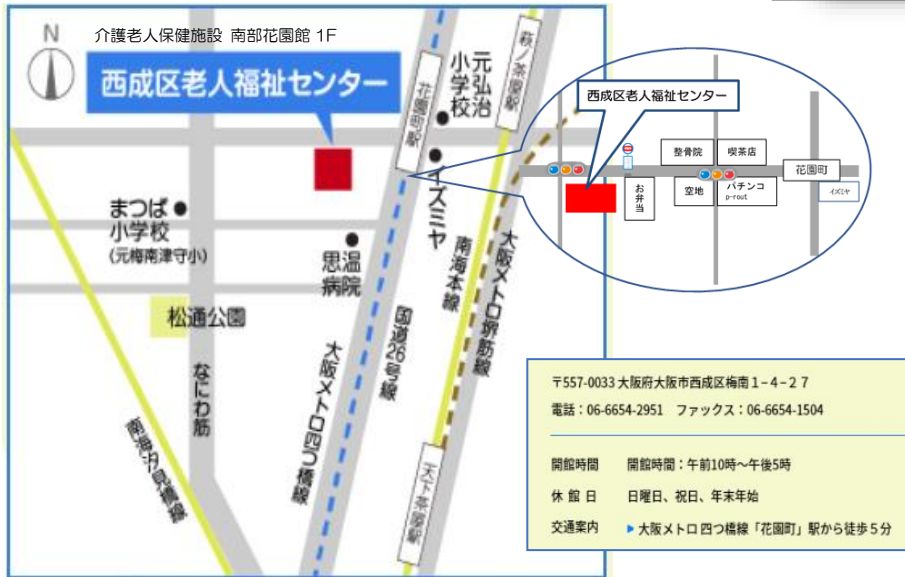 N
介護老人保健施設 南部花園館 1F
西成区老人福祉センター
花園町駅
元弘治
小学校
萩ノ茶屋駅
イズミヤ
まつば
小学校
(元梅南津守小)
思温
病院
松通公園
なにわ筋
南海汐見橋線
大阪メトロ四つ橋線
国道26号線
南海本線
大阪メトロ堺筋線
天下茶屋駅
西成区老人福祉センター
整骨院
喫茶店
花園町
お弁当
空地
パチンコ
p-rout
イズミヤ
〒557-0033 大阪府大阪市西成区梅南1-4-27
電話：06-6654-2951 ファックス：06-6654-1504
開館時間 開館時間：午前10時～午後5時
休 館 日 日曜日、祝日、年末年始
交通案内 ▶大阪メトロ 四つ橋線「花園町」駅から徒歩5分